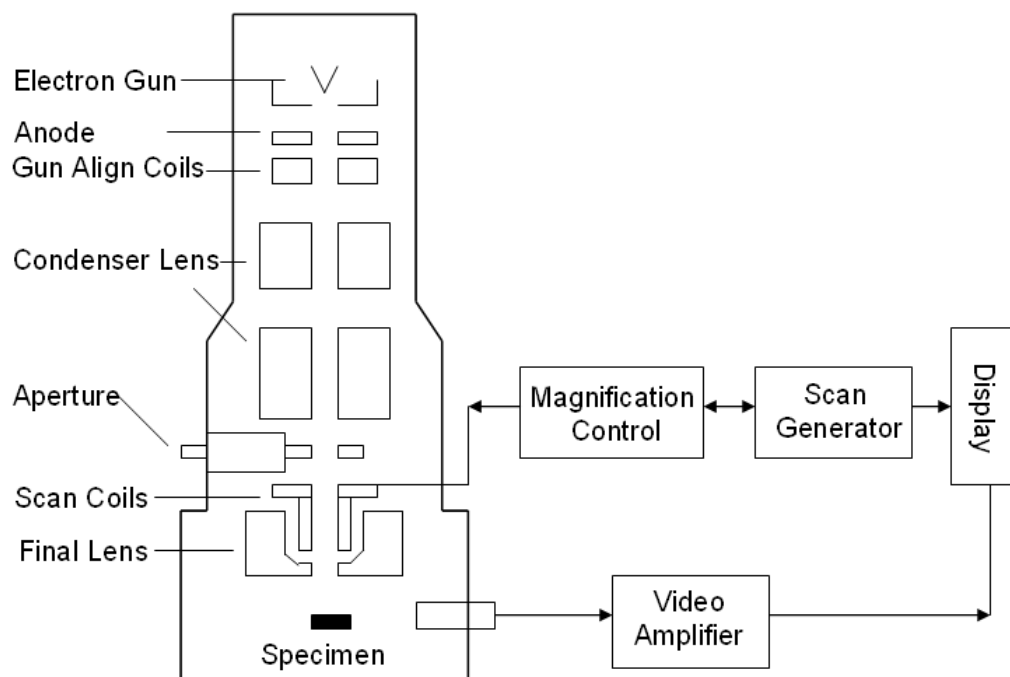 Electron Gun
Anode
Gun Align Coils
Condenser Lens
Aperture
Scan Coils
Final Lens
Specimen
Magnification
Control
Scan
Generator
Display
Video
Amplifier